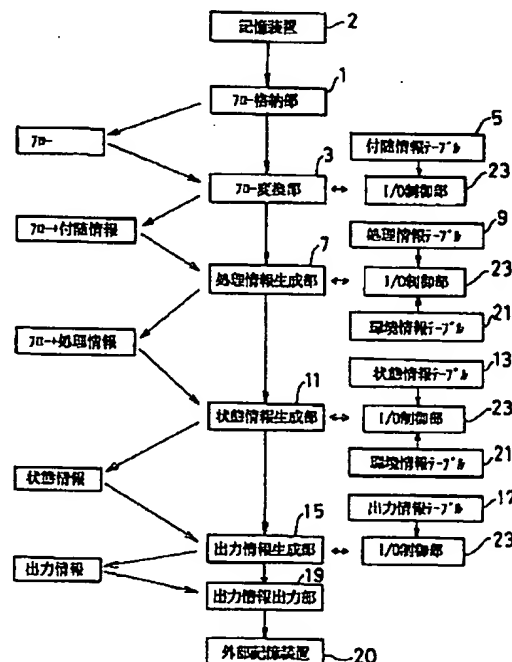 記憶装置
2
1
フロー格納部
フロー
5
付随情報テーブル
3
23
フロー変換部
I/O制御部
フロー→付随情報
9
処理情報テーブル
7
23
処理情報生成部
I/O制御部
21
環境情報テーブル
フロー→処理情報
13
状態情報テーブル
11
23
状態情報生成部
I/O制御部
21
環境情報テーブル
状態情報
17
出力情報テーブル
15
23
出力情報生成部
I/O制御部
出力情報
19
出力情報出力部
外部記憶装置
20